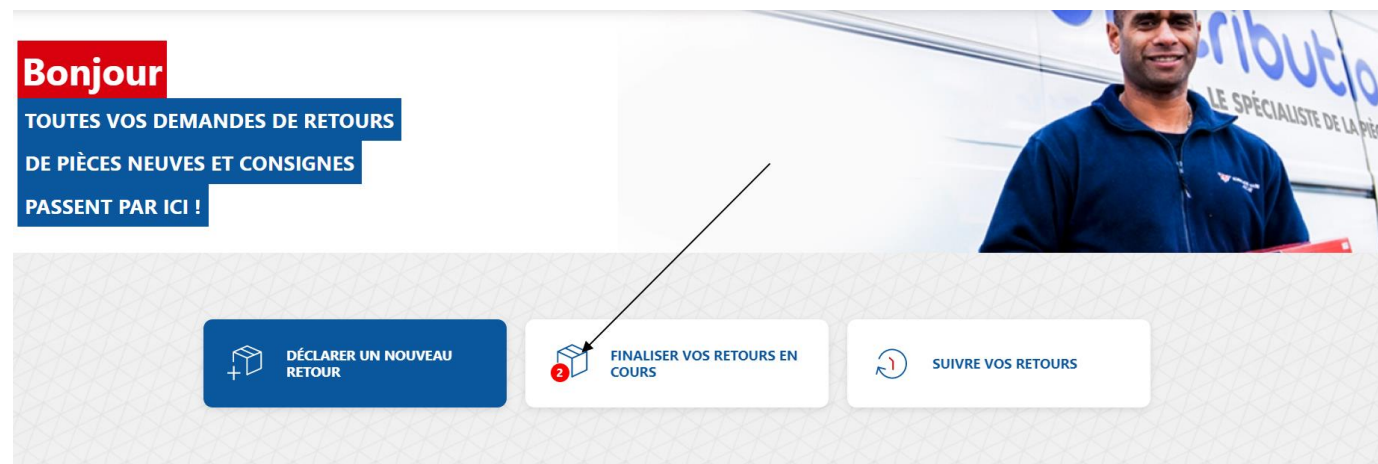 Bonjour
TOUTES VOS DEMANDES DE RETOURS
DE PIÈCES NEUVES ET CONSIGNES
PASSENT PAR ICI !
LE SPÉCIALISTE DE LA
DÉCLARER UN NOUVEAU
RETOUR
2
FINALISER VOS RETOURS EN
COURS
SUIVRE VOS RETOURS